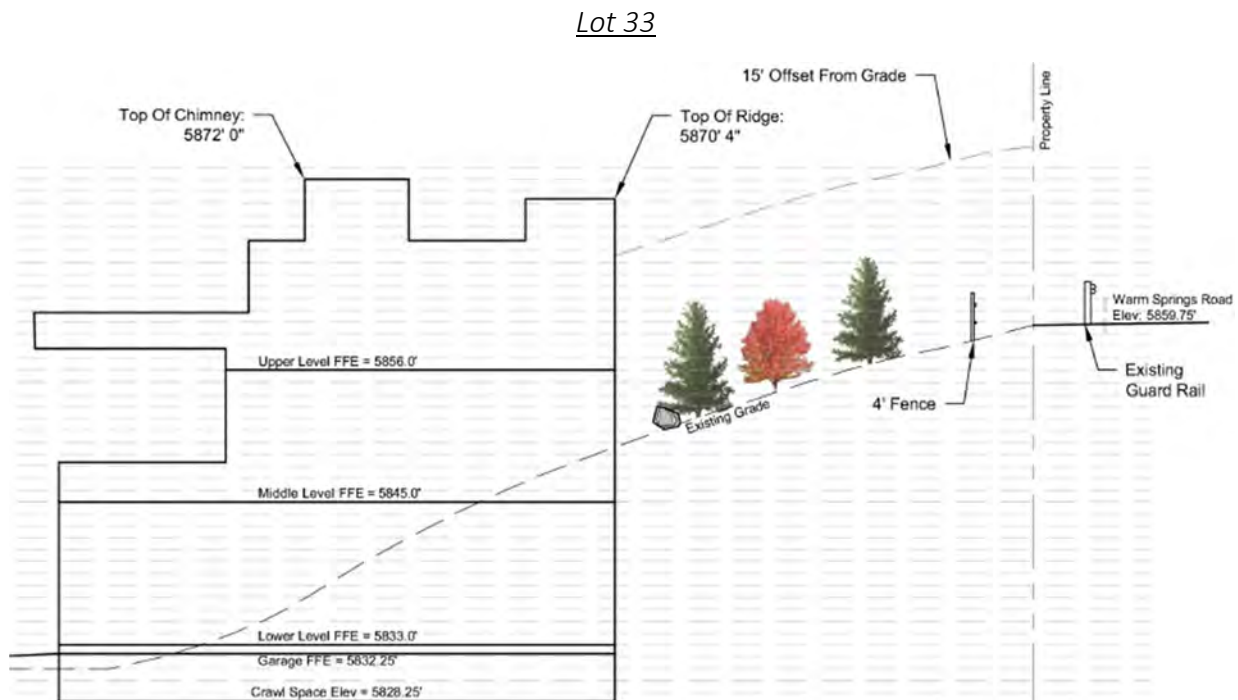 Lot 33
15' Offset From Grade
Property Line
Top Of Chimney:
5872' 0"
Top Of Ridge:
5870' 4"
Warm Springs Road
Elev: 5859.75'
Upper Level FFE = 5856.0'
Existing
Guard Rail
4' Fence
Existing Grade
Middle Level FFE = 5845.0'
Lower Level FFE = 5833.0'
Garage FFE = 5832.25'
Crawl Space Elev = 5828.25'